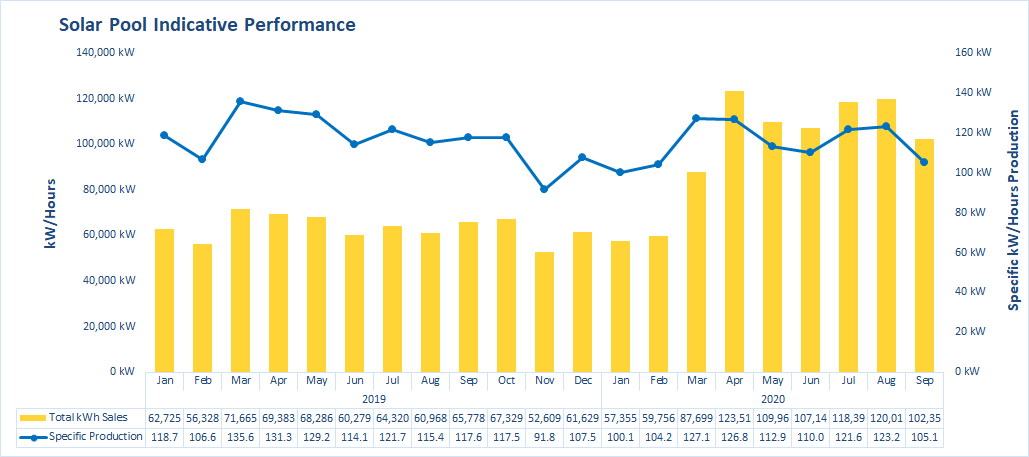 Solar Pool Indicative Performance
140,000 kW
120,000 kW
100,000 kW
80,000 kW
60,000 kW
40,000 kW
20,000 kW
0 kW
kW/Hours
160 kW
140 kW
120 kW
100 kW
80 kW
60 kW
40 kW
20 kW
0 kW
Specific kW/Hours Production
Jan Feb Mar Apr May Jun Jul Aug Sep Oct Nov Dec Jan Feb Mar Apr May Jun Jul Aug Sep
2019 2020
Total kWh Sales 62,725 56,328 71,665 69,383 68,286 60,279 64,320 60,968 65,778 67,329 52,609 61,629 57,355 59,756 87,699 123,51 109,96 107,14 118,39 120,01 102,35
Specific Production 118.7 106.6 135.6 131.3 129.2 114.1 121.7 115.4 117.6 117.5 91.8 107.5 100.1 104.2 127.1 126.8 112.9 110.0 121.6 123.2 105.1